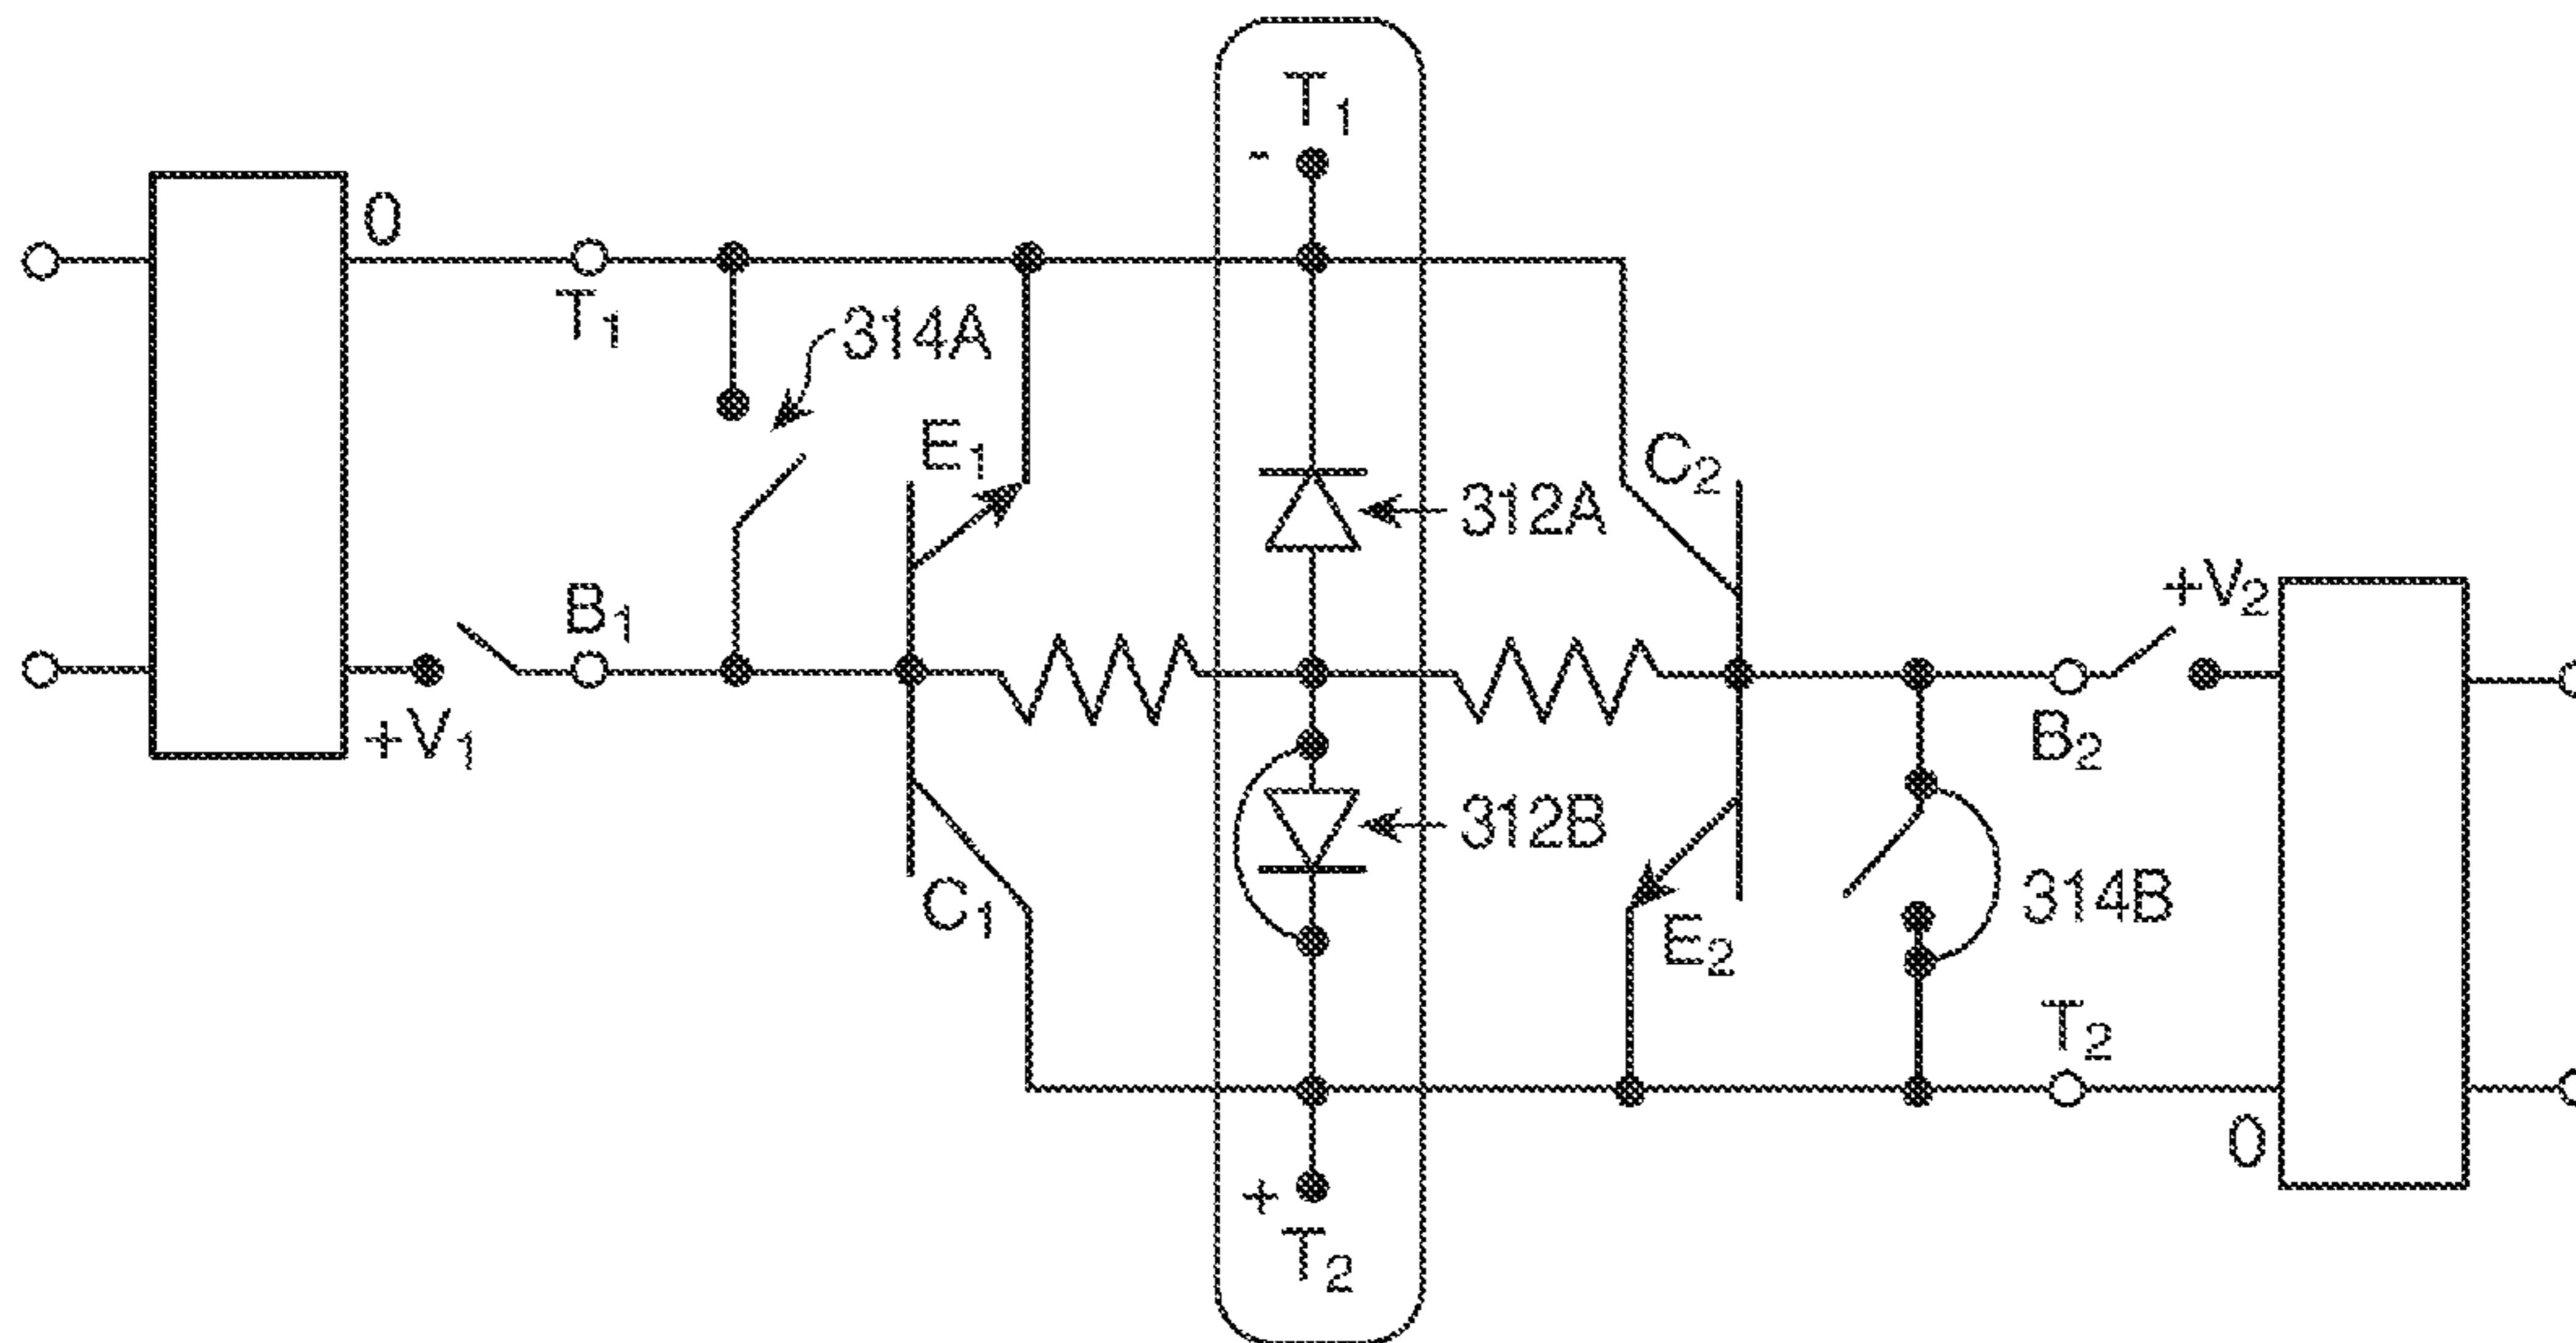 T₁
-
0
T₁
314A
E₁
C₂
312A
+V₂
B₁
+V₁
B₂
312B
C₁
314B
E₂
T₂
0
+
T₂